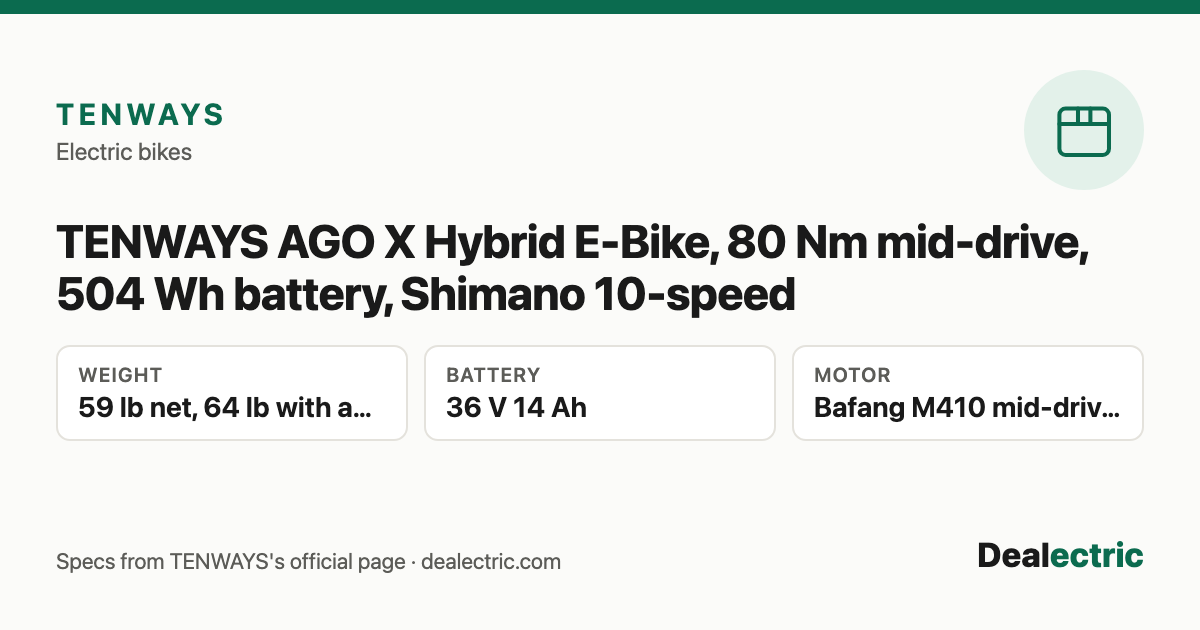 TENWAYS
Electric bikes
TENWAYS AGO X Hybrid E-Bike, 80 Nm mid-drive,
504 Wh battery, Shimano 10-speed
WEIGHT
59 lb net, 64 lb with a...
BATTERY
36 V 14 Ah
MOTOR
Bafang M410 mid-driv...
Specs from TENWAYS's official page · dealectric.com
Dealectric